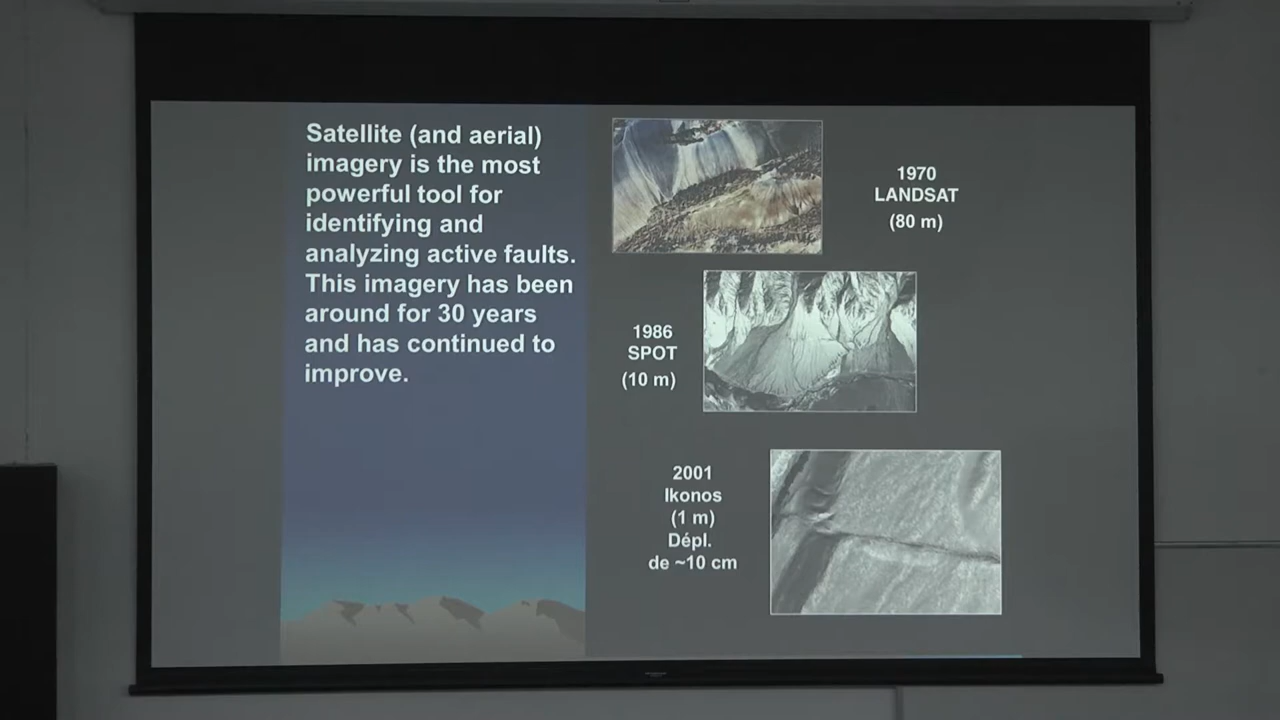 Satellite (and aerial)
imagery is the most
powerful tool for
identifying and
analyzing active faults.
This imagery has been
around for 30 years
and has continued to
improve.
1970
LANDSAT
(80 m)
1986
SPOT
(10 m)
2001
Ikonos
(1 m)
Dépl.
de ~10 cm